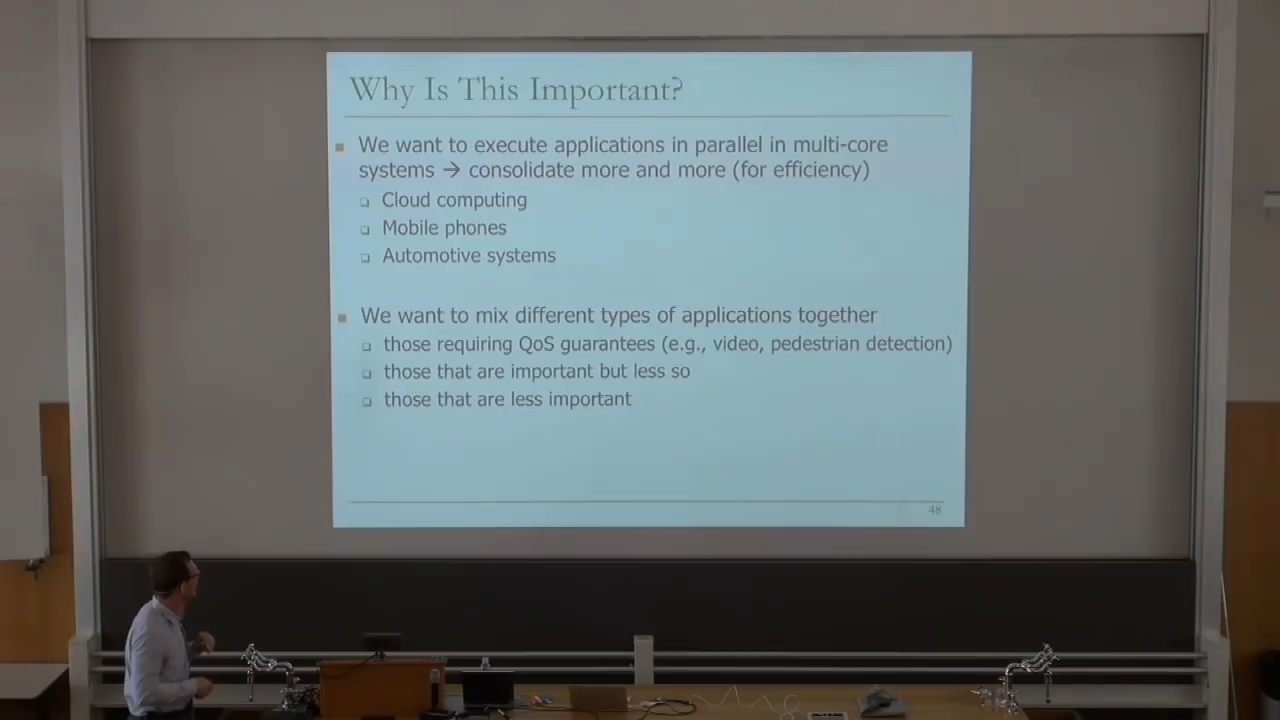 Why Is This Important?
We want to execute applications in parallel in multi-core
systems → consolidate more and more (for efficiency)
Cloud computing
Mobile phones
Automotive systems
We want to mix different types of applications together
those requiring QoS guarantees (e.g., video, pedestrian detection)
those that are important but less so
those that are less important
48